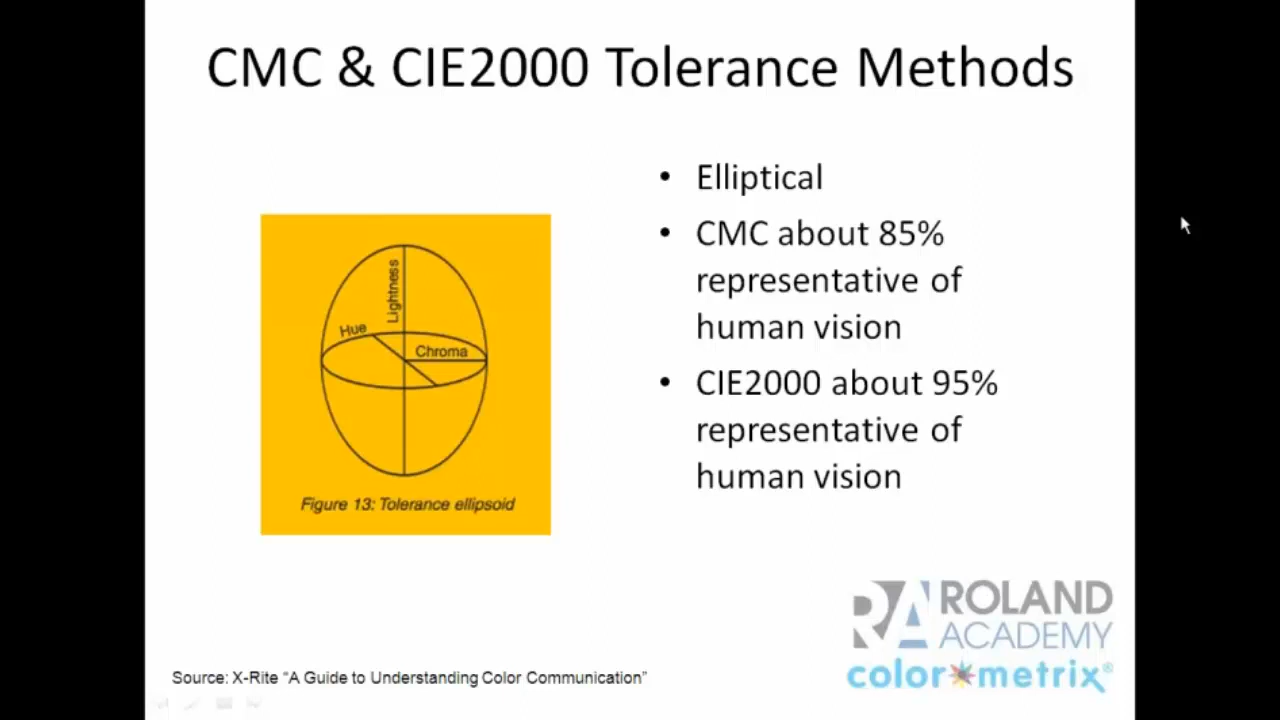 CMC & CIE2000 Tolerance Methods
• Elliptical
• CMC about 85%
representative of
human vision
• CIE2000 about 95%
representative of
human vision
Lightness
Hue
Chroma
Figure 13: Tolerance ellipsoid
RA ROLAND
ACADEMY
color metrix®
Source: X-Rite “A Guide to Understanding Color Communication”